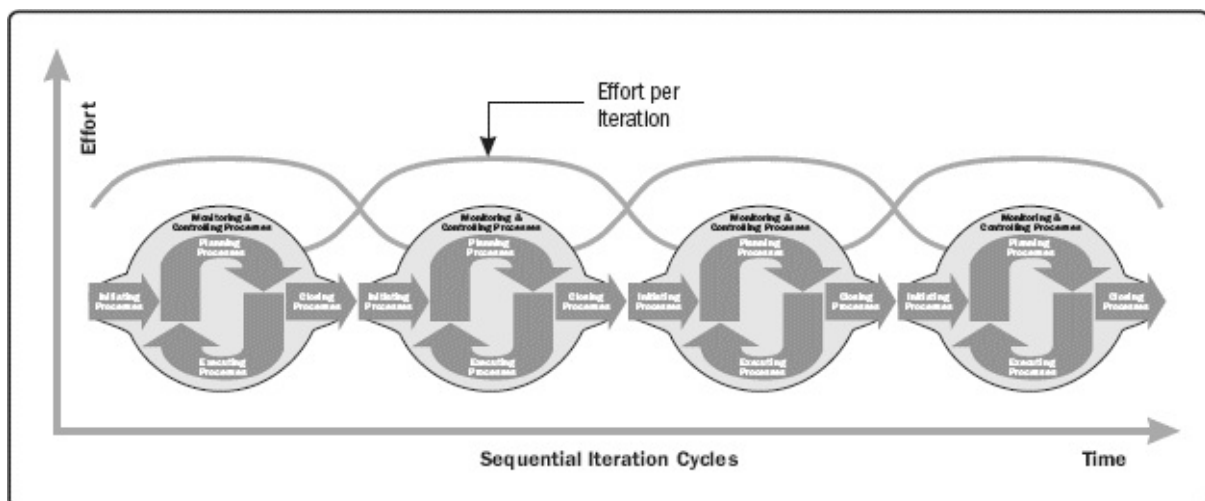 Effort
Effort per
Iteration
Monitoring &
Controlling Processes
Planning
Processes
Initiating
Processes
Executing
Processes
Closing
Processes
Monitoring &
Controlling Processes
Planning
Processes
Initiating
Processes
Executing
Processes
Closing
Processes
Monitoring &
Controlling Processes
Planning
Processes
Initiating
Processes
Executing
Processes
Closing
Processes
Monitoring &
Controlling Processes
Planning
Processes
Initiating
Processes
Executing
Processes
Closing
Processes
Sequential Iteration Cycles
Time